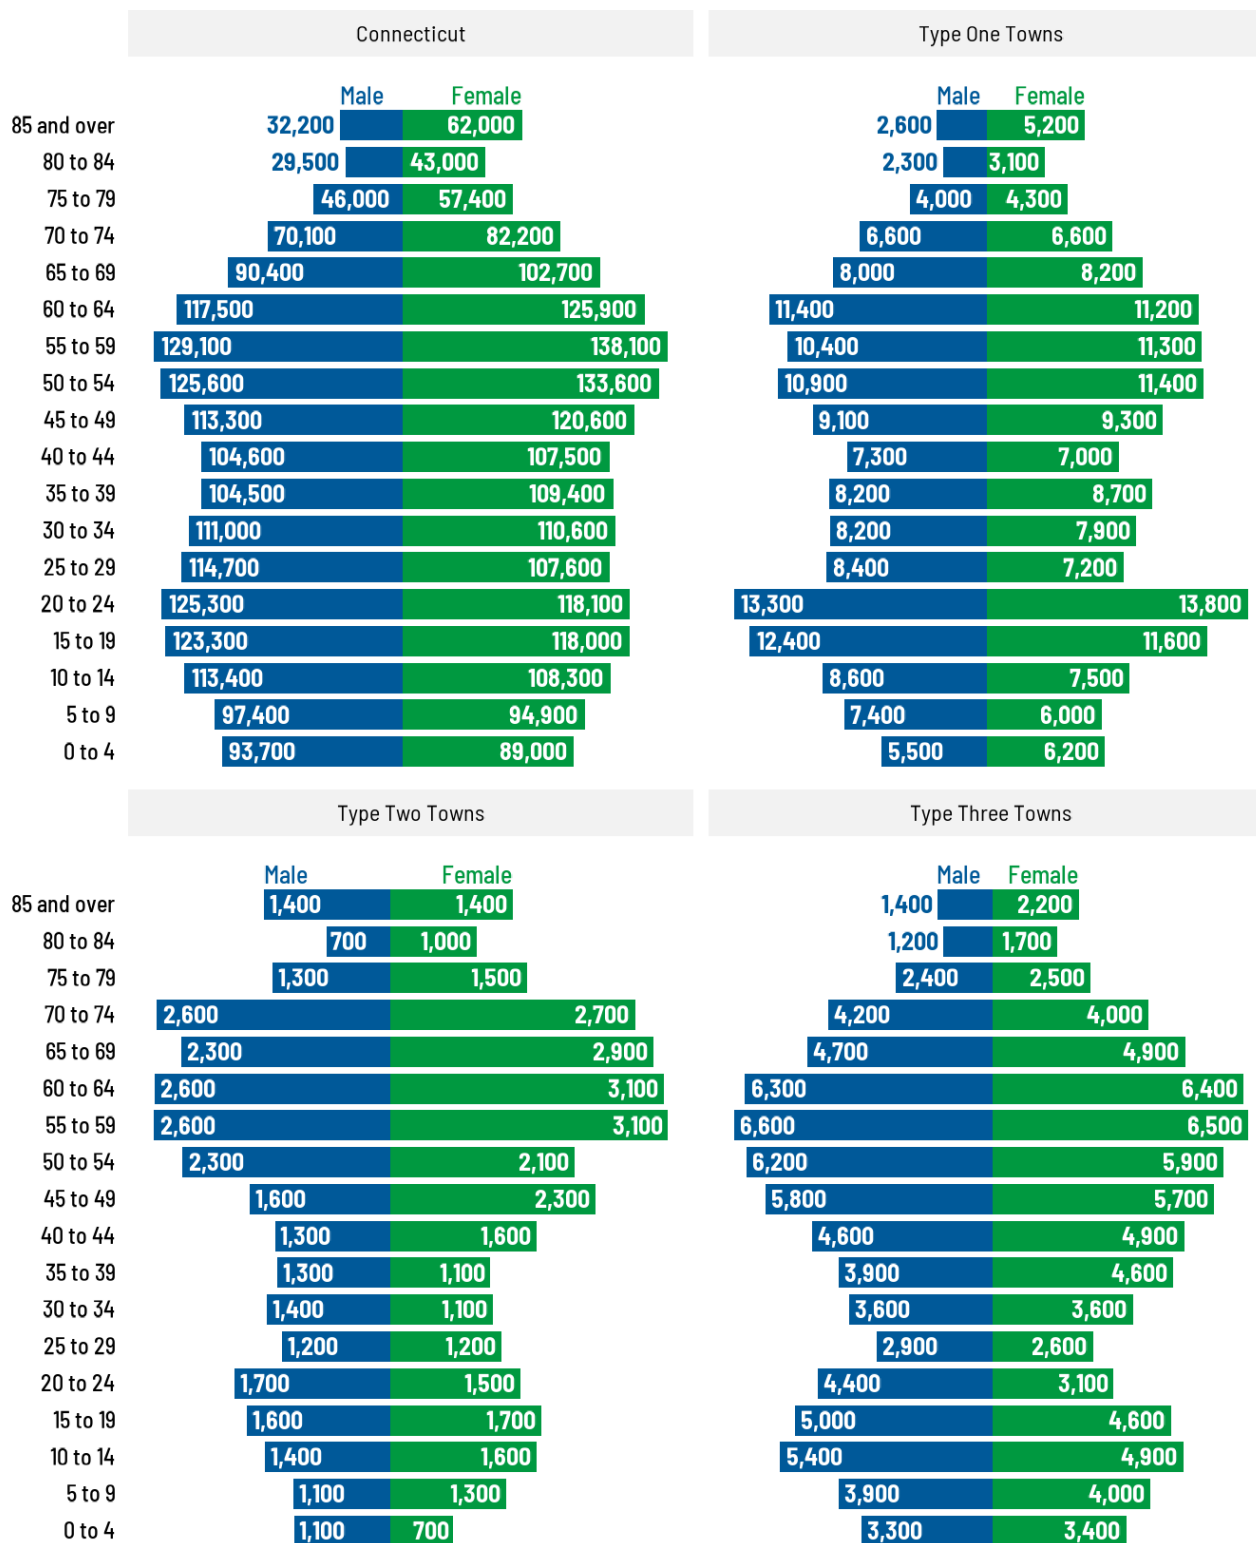 Connecticut Type One Towns
Male Female Male Female
85 and over 32,200 62,000 2,600 5,200
80 to 84 29,500 43,000 2,300 3,100
75 to 79 46,000 57,400 4,000 4,300
70 to 74 70,100 82,200 6,600 6,600
65 to 69 90,400 102,700 8,000 8,200
60 to 64 117,500 125,900 11,400 11,200
55 to 59 129,100 138,100 10,400 11,300
50 to 54 125,600 133,600 10,900 11,400
45 to 49 113,300 120,600 9,100 9,300
40 to 44 104,600 107,500 7,300 7,000
35 to 39 104,500 109,400 8,200 8,700
30 to 34 111,000 110,600 8,200 7,900
25 to 29 114,700 107,600 8,400 7,200
20 to 24 125,300 118,100 13,300 13,800
15 to 19 123,300 118,000 12,400 11,600
10 to 14 113,400 108,300 8,600 7,500
5 to 9 97,400 94,900 7,400 6,000
0 to 4 93,700 89,000 5,500 6,200
Type Two Towns Type Three Towns
Male Female Male Female
85 and over 1,400 1,400 1,400 2,200
80 to 84 700 1,000 1,200 1,700
75 to 79 1,300 1,500 2,400 2,500
70 to 74 2,600 2,700 4,200 4,000
65 to 69 2,300 2,900 4,700 4,900
60 to 64 2,600 3,100 6,300 6,400
55 to 59 2,600 3,100 6,600 6,500
50 to 54 2,300 2,100 6,200 5,900
45 to 49 1,600 2,300 5,800 5,700
40 to 44 1,300 1,600 4,600 4,900
35 to 39 1,300 1,100 3,900 4,600
30 to 34 1,400 1,100 3,600 3,600
25 to 29 1,200 1,200 2,900 2,600
20 to 24 1,700 1,500 4,400 3,100
15 to 19 1,600 1,700 5,000 4,600
10 to 14 1,400 1,600 5,400 4,900
5 to 9 1,100 1,300 3,900 4,000
0 to 4 1,100 700 3,300 3,400